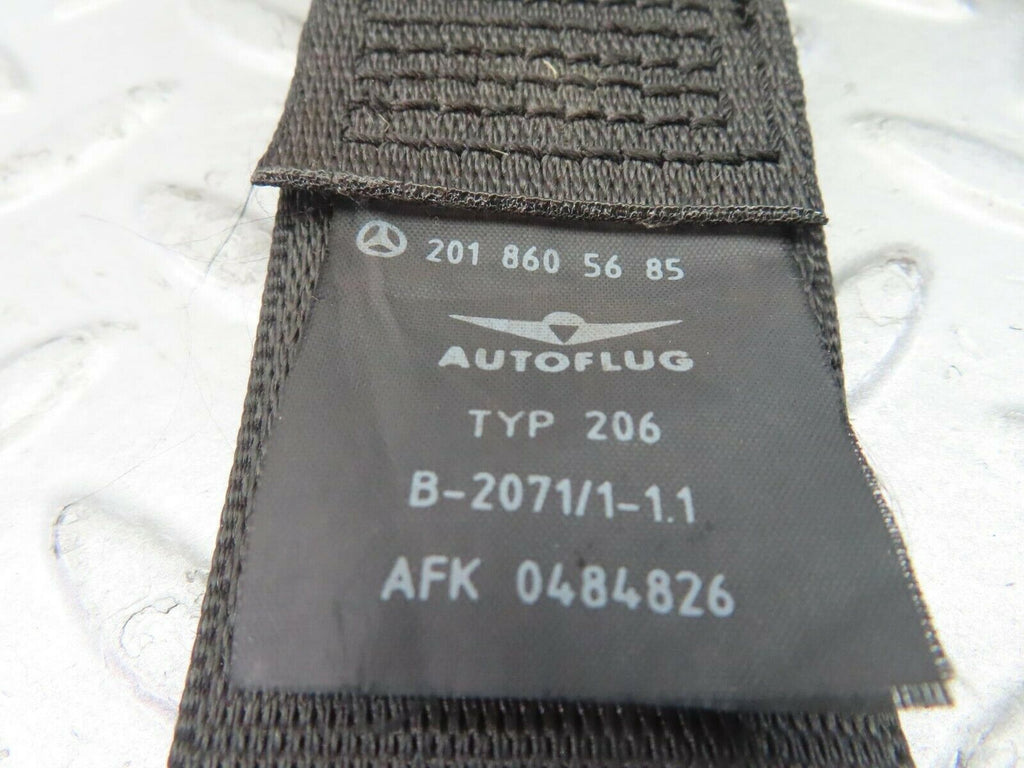 201 860 56 85
AUTOFLUG
TYP 206
B-2071/1-1.1
AFK 0484826